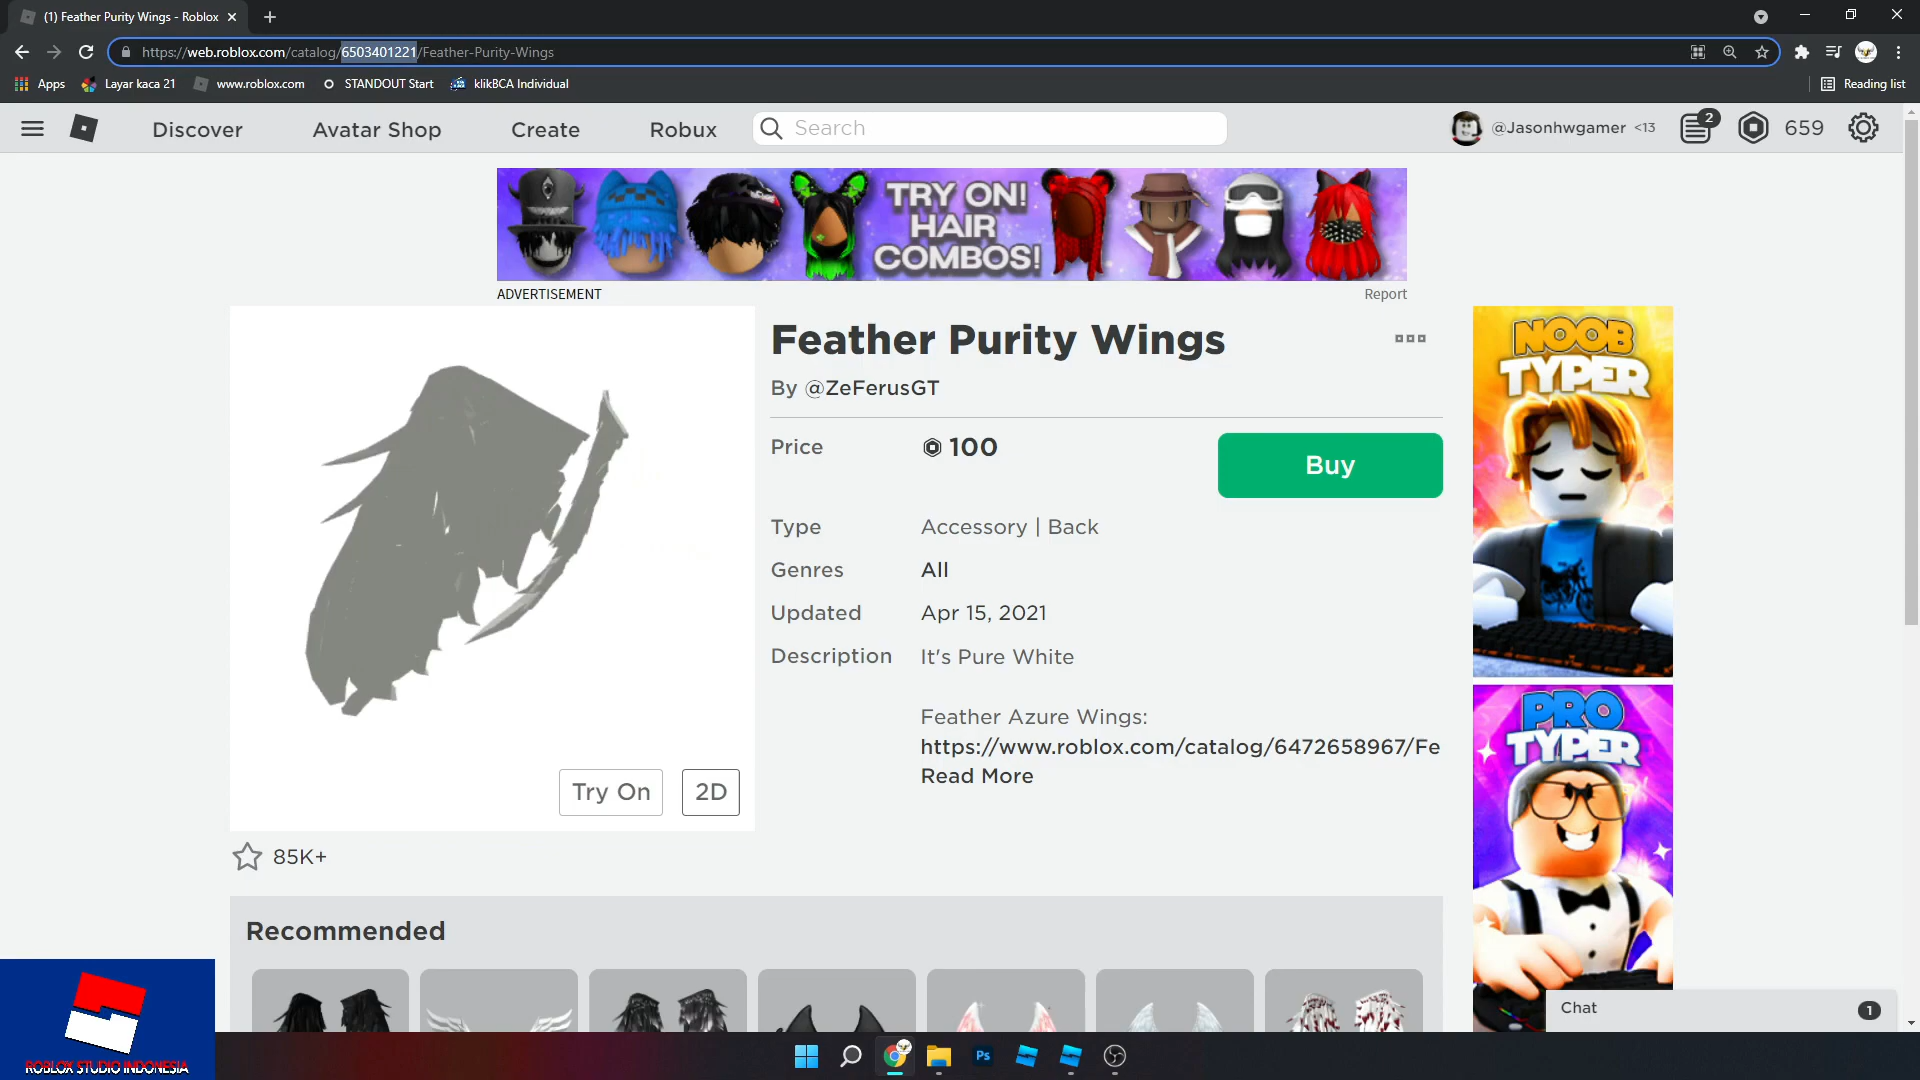 (1) Feather Purity Wings - Roblox
https://web.roblox.com/catalog/6503401221/Feather-Purity-Wings
Apps Layar kaca 21 www.roblox.com STANDOUT Start klikBCA Individual Reading list
Discover Avatar Shop Create Robux Search @Jasonhwgamer <13 2 659
TRY ON!
HAIR
COMBOS!
ADVERTISEMENT Report
Feather Purity Wings
By @ZeFerusGT
Price 100
Buy
Type Accessory | Back
Genres All
Updated Apr 15, 2021
Description It's Pure White
Feather Azure Wings:
https://www.roblox.com/catalog/6472658967/Fe
Read More
Try On 2D
85K+
NOOB
TYPER
PRO
TYPER
Recommended
Chat 1
ROBLOX STUDIO INDONESIA
Ps